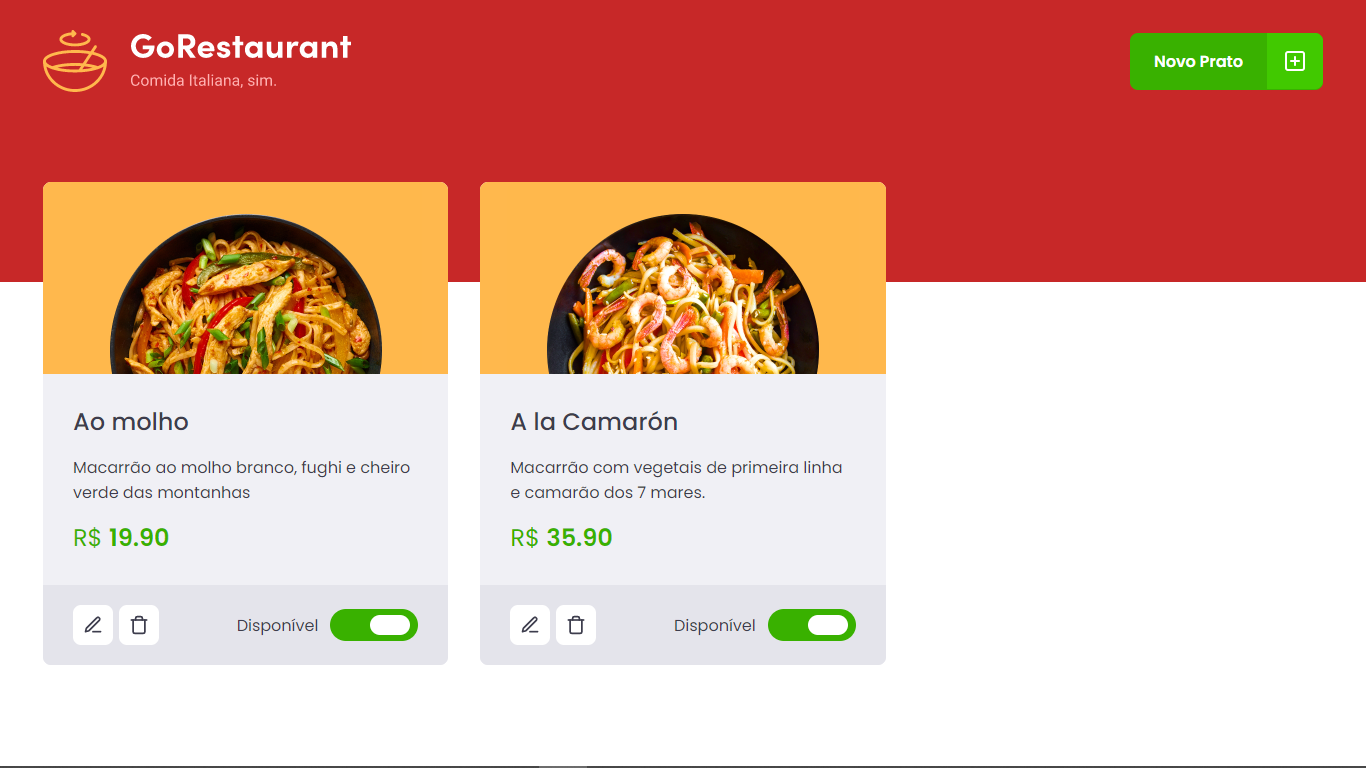 GoRestaurant
Comida Italiana, sim.
Novo Prato
Ao molho
Macarrão ao molho branco, fughi e cheiro
verde das montanhas
R$ 19.90
Disponível
A la Camarón
Macarrão com vegetais de primeira linha
e camarão dos 7 mares.
R$ 35.90
Disponível